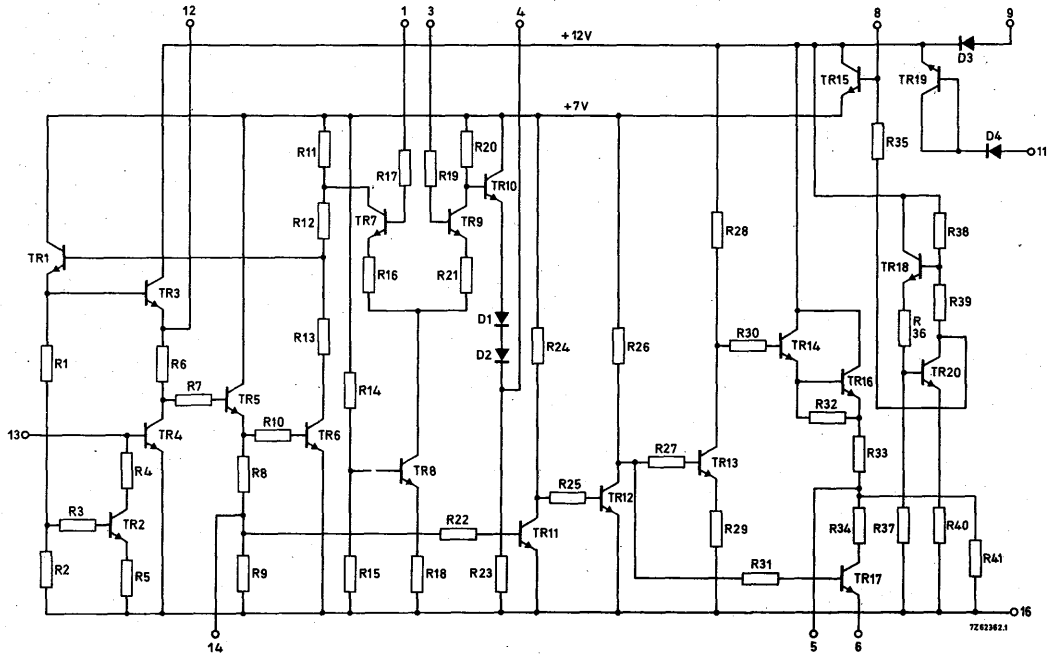 12 1 3 4 8 9
+12V
D3
TR15 TR19
+7V
R11 R20 R35 D4 11
R17 R19 TR10
R12 TR7 TR9 R28 R38
TR1 R16 R21 TR18
TR3 R39
D1 R
36
R13 R24 R26 R30
R1 R6 D2 TR14
R7 R14 TR16 TR20
TR5 R32
13 TR4 R10 TR6
R4 R8 TR8 R27 TR13 R33
R25 TR12
R3 TR2 R22 TR11 R29 R34 R37 R40
R2 R5 R9 R15 R18 R23 R31 TR17 R41
16
7Z62362.1
14 5 6